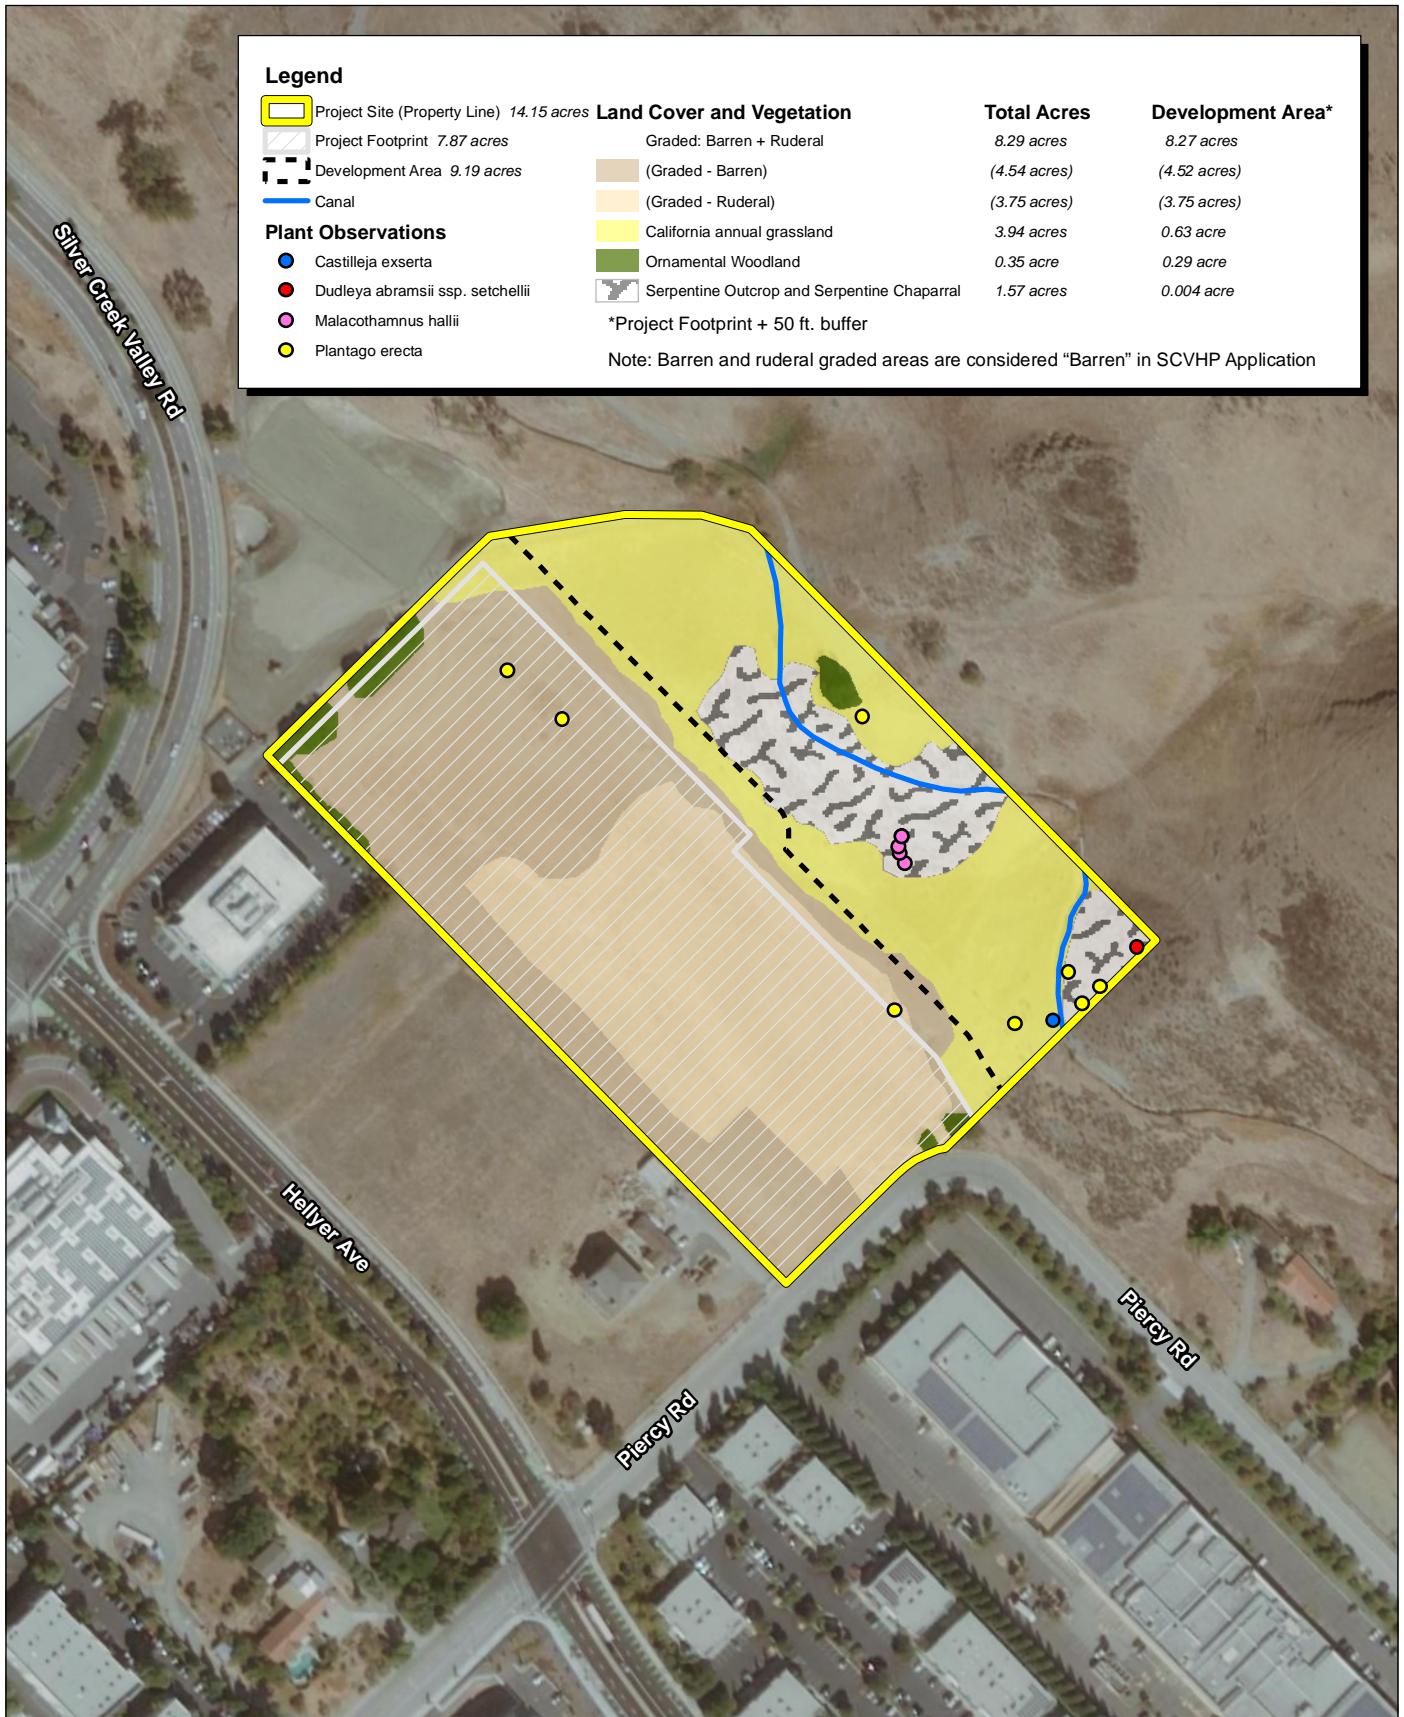 Legend
Project Site (Property Line) 14.15 acres
Project Footprint 7.87 acres
Development Area 9.19 acres
Canal
Plant Observations
Castilleja exserta
Dudleya abramsii ssp. setchellii
Malacothamnus hallii
Plantago erecta
Land Cover and Vegetation Total Acres Development Area*
Graded: Barren + Ruderal 8.29 acres 8.27 acres
(Graded - Barren) (4.54 acres) (4.52 acres)
(Graded - Ruderal) (3.75 acres) (3.75 acres)
California annual grassland 3.94 acres 0.63 acre
Ornamental Woodland 0.35 acre 0.29 acre
Serpentine Outcrop and Serpentine Chaparral 1.57 acres 0.004 acre
*Project Footprint + 50 ft. buffer
Note: Barren and ruderal graded areas are considered “Barren” in SCVHP Application
Silver Creek Valley Rd
Hellyer Ave
Piercy Rd
Piercy Rd